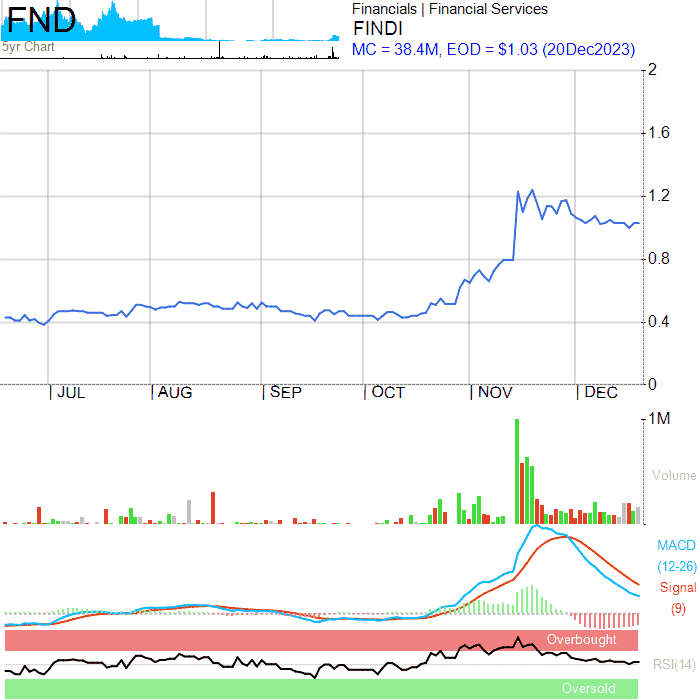 FND
5yr Chart
Financials | Financial Services
FINDI
MC = 38.4M, EOD = $1.03 (20Dec2023)
2
1.6
1.2
0.8
0.4
0
JUL AUG SEP OCT NOV DEC
1M
Volume
MACD
(12-26)
Signal
(9)
Overbought
RSI(14)
Oversold